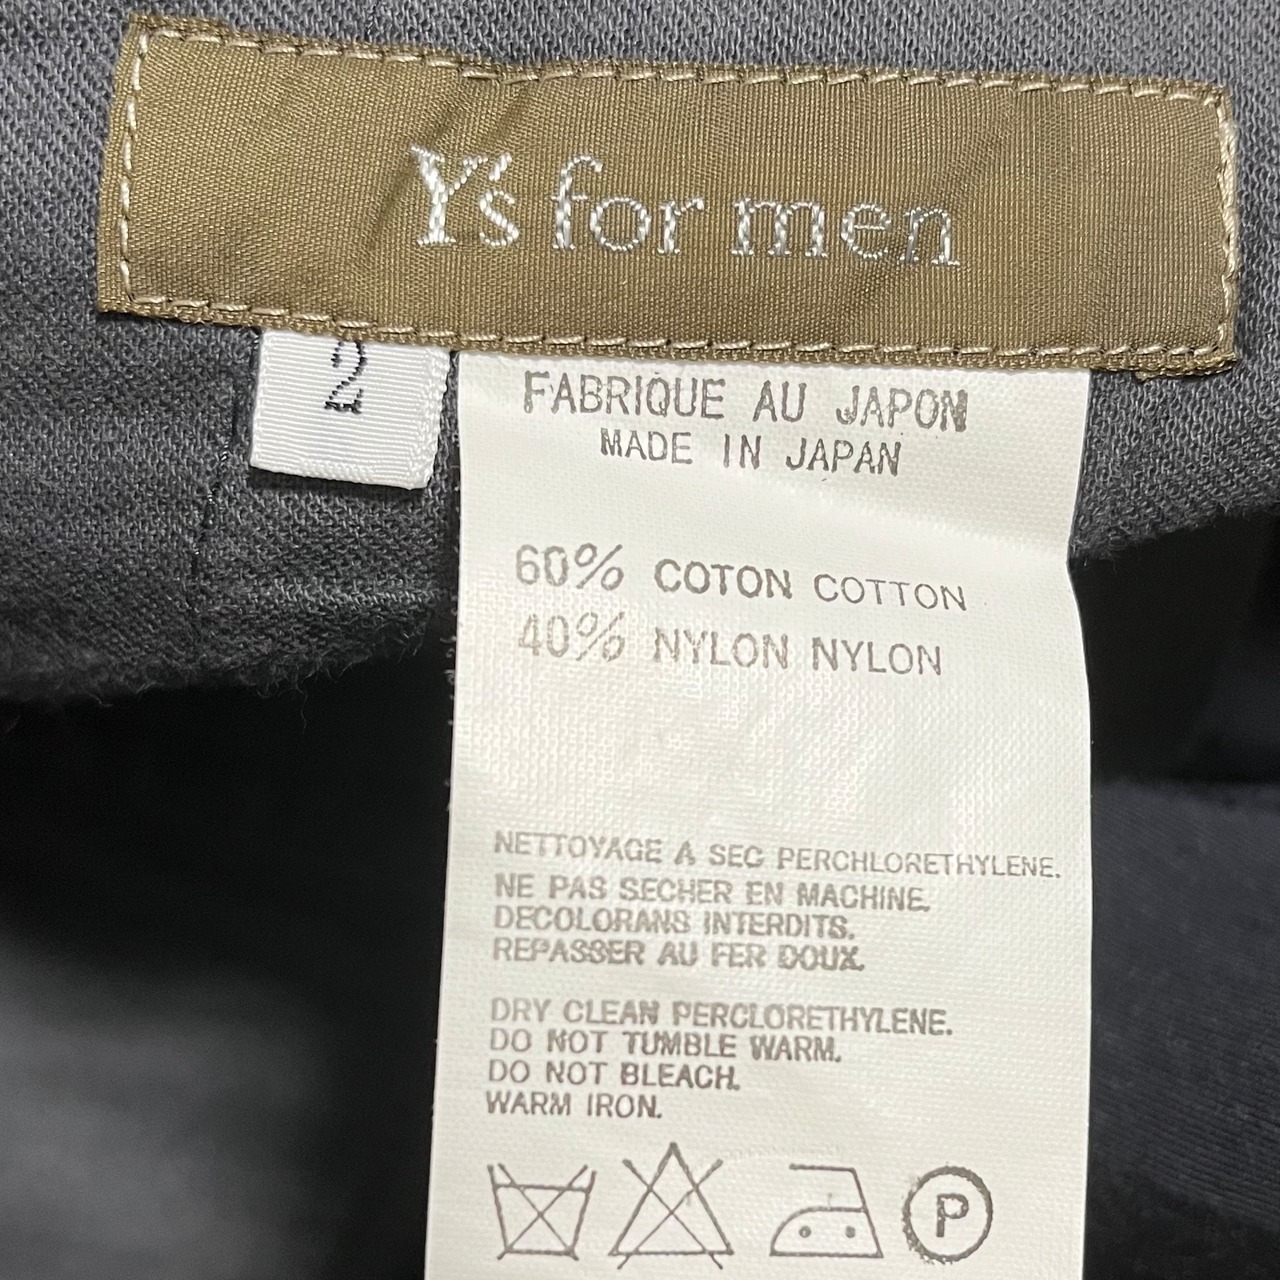 Y's for men
2
FABRIQUE AU JAPON
MADE IN JAPAN
60% COTON COTTON
40% NYLON NYLON
NETTOYAGE A SEC PERCHLORETHYLENE.
NE PAS SECHER EN MACHINE.
DECOLORANS INTERDITS.
REPASSER AU FER DOUX.
DRY CLEAN PERCLORETHYLENE.
DO NOT TUMBLE WARM.
DO NOT BLEACH.
WARM IRON.
P